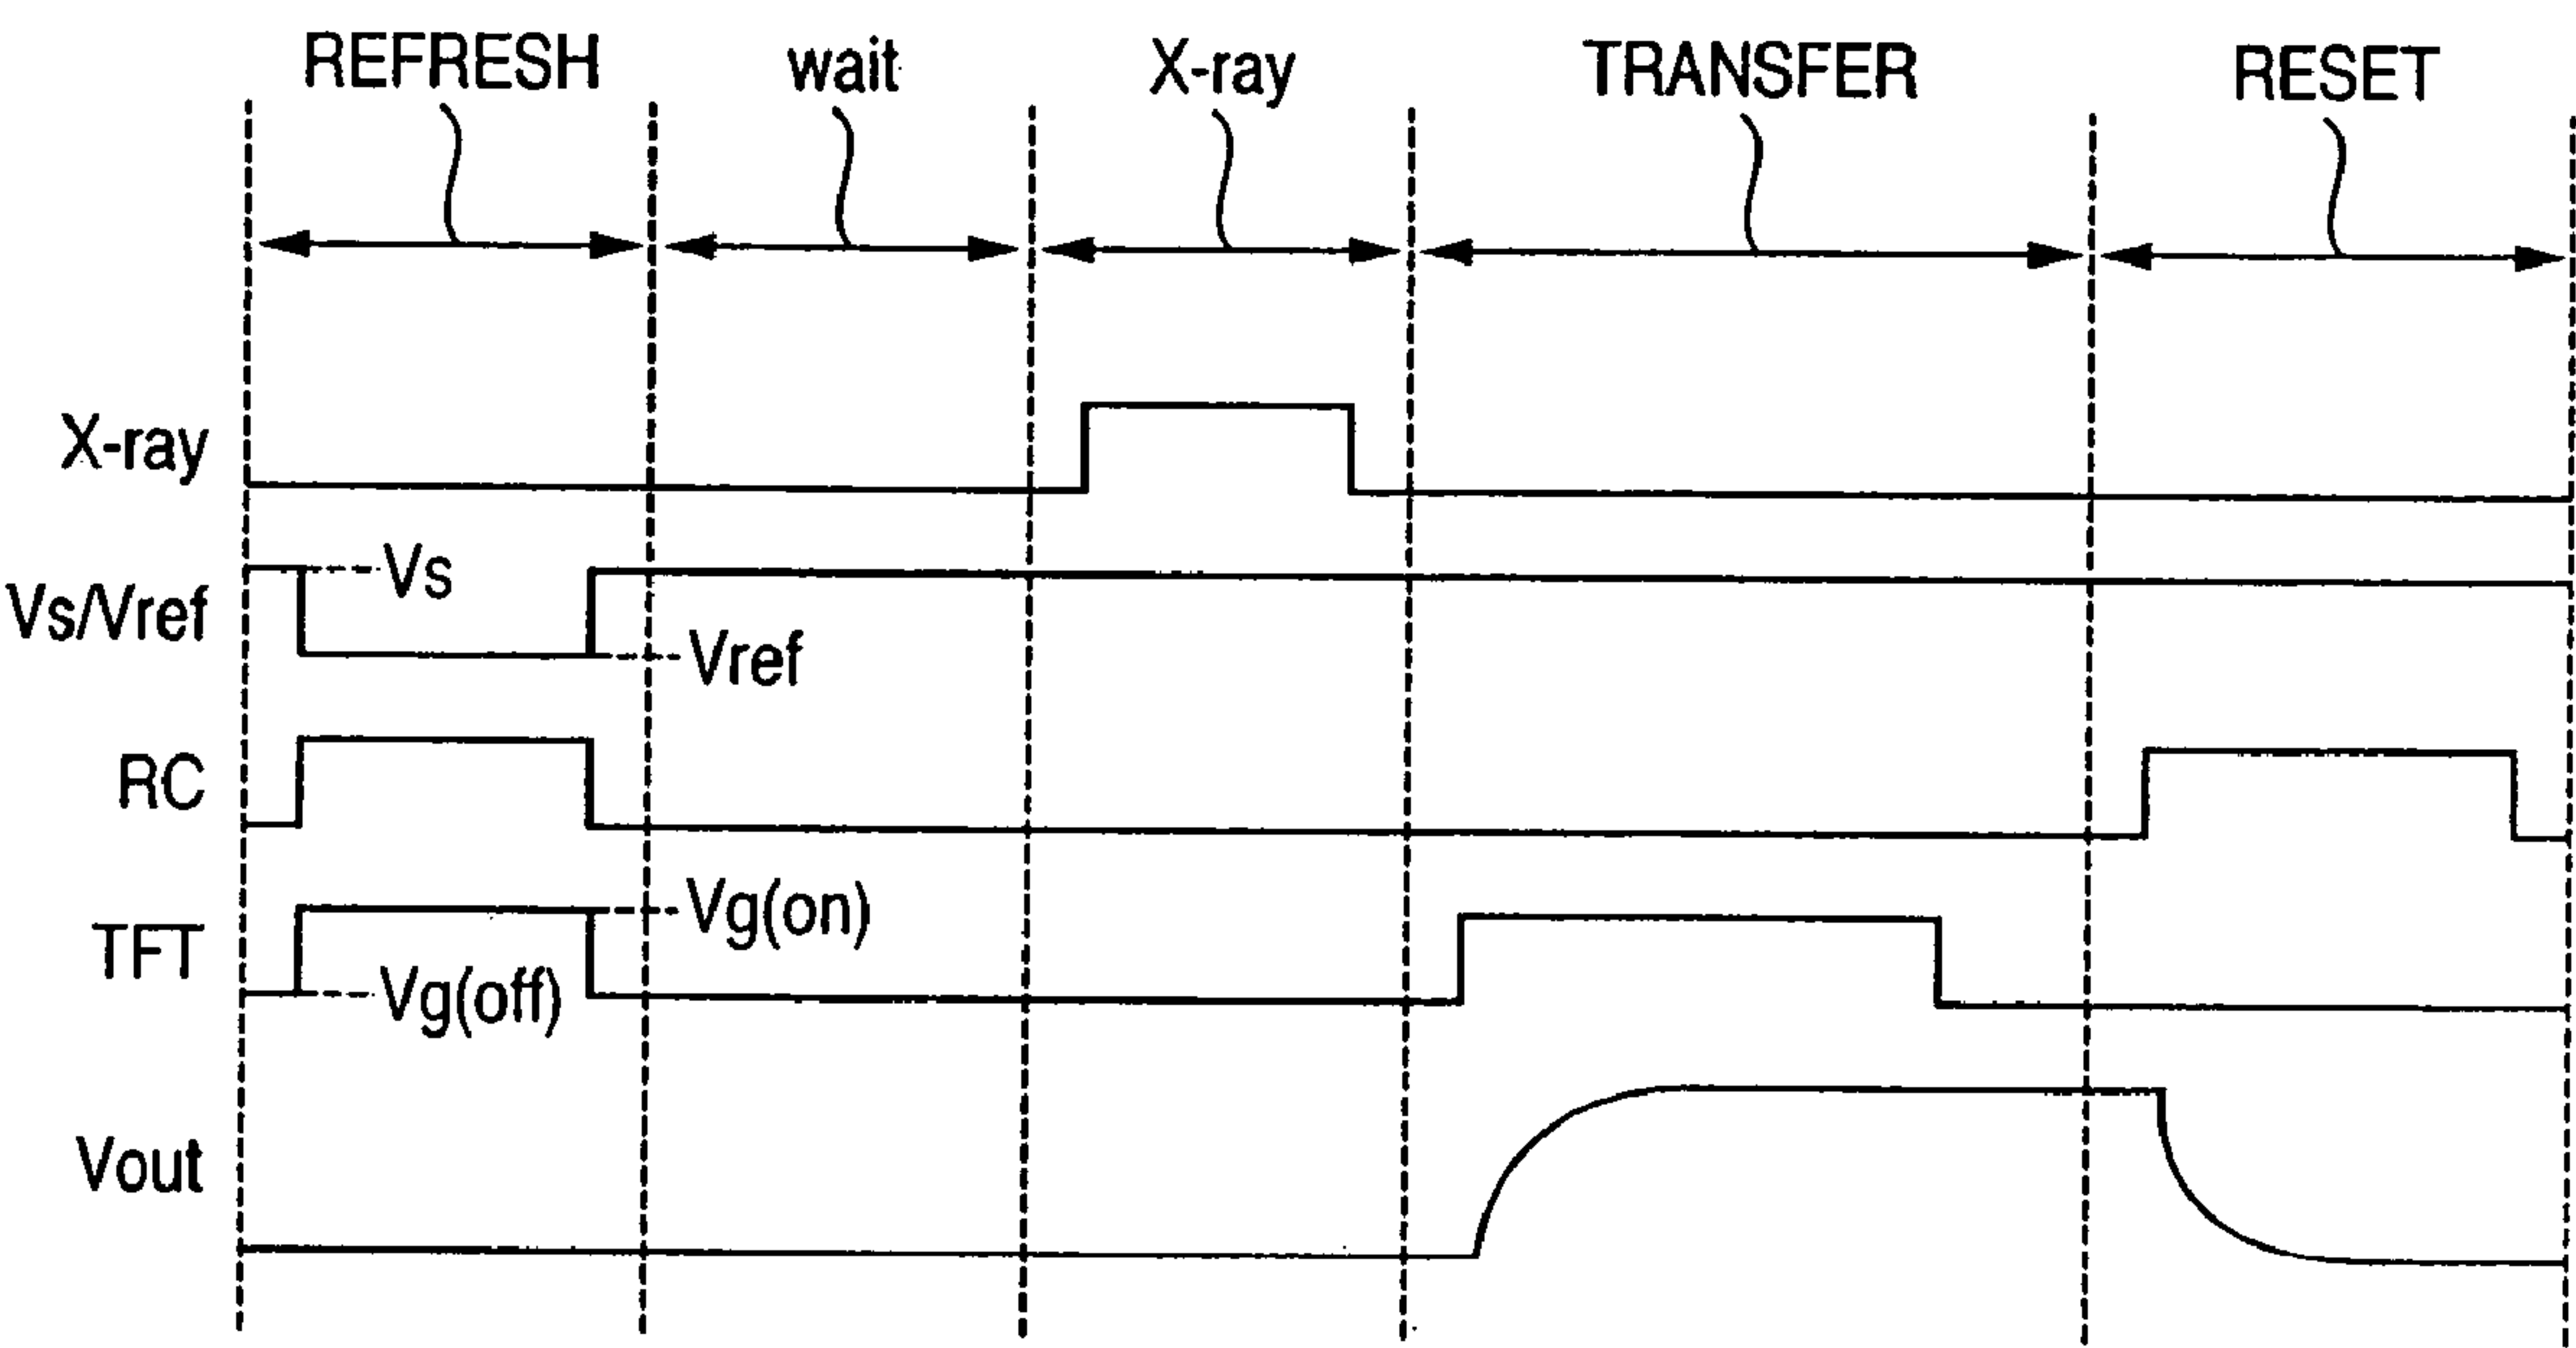 REFRESH
wait
X-ray
TRANSFER
RESET
X-ray
Vs
Vs/Vref
Vref
RC
Vg(on)
TFT
Vg(off)
Vout